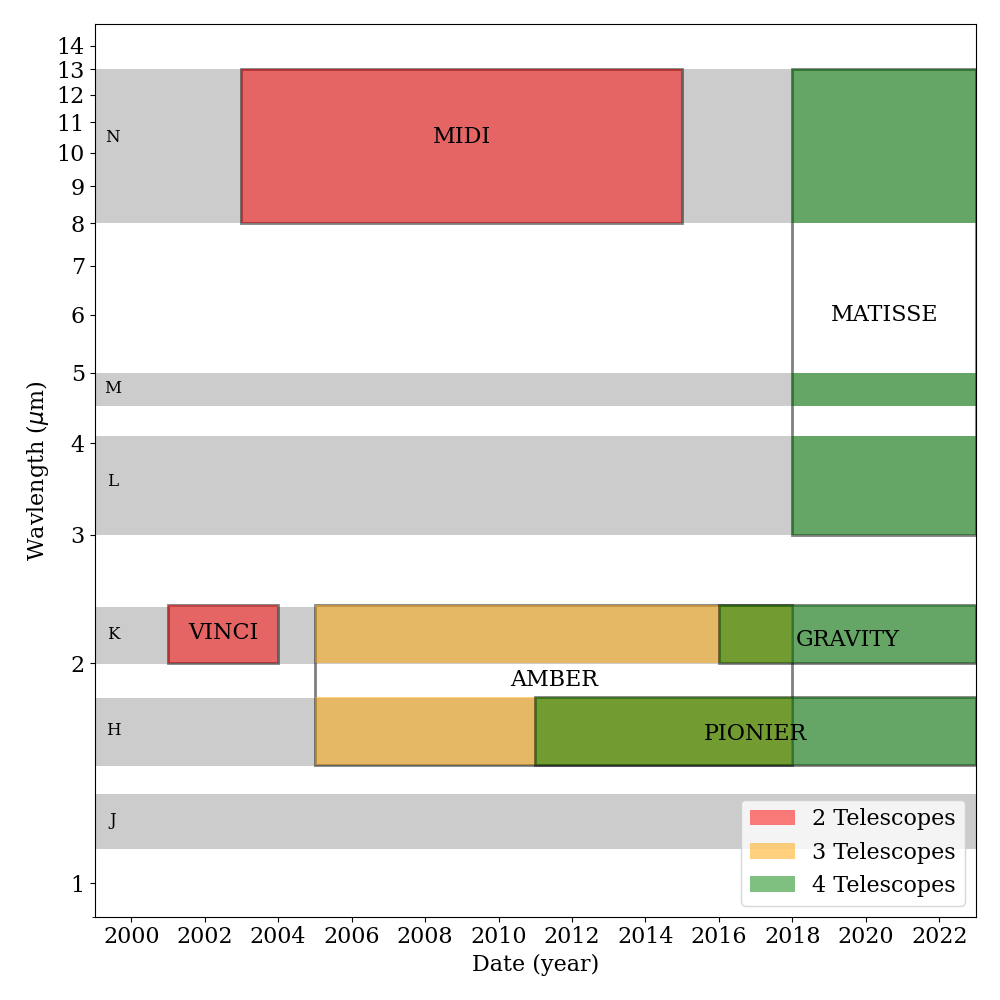 14
13
12
11
10
9
8
7
6
5
4
3
2
1
Wavlength (μm)
N
M
L
K
H
J
MIDI
MATISSE
VINCI
GRAVITY
AMBER
PIONIER
2 Telescopes
3 Telescopes
4 Telescopes
2000 2002 2004 2006 2008 2010 2012 2014 2016 2018 2020 2022
Date (year)